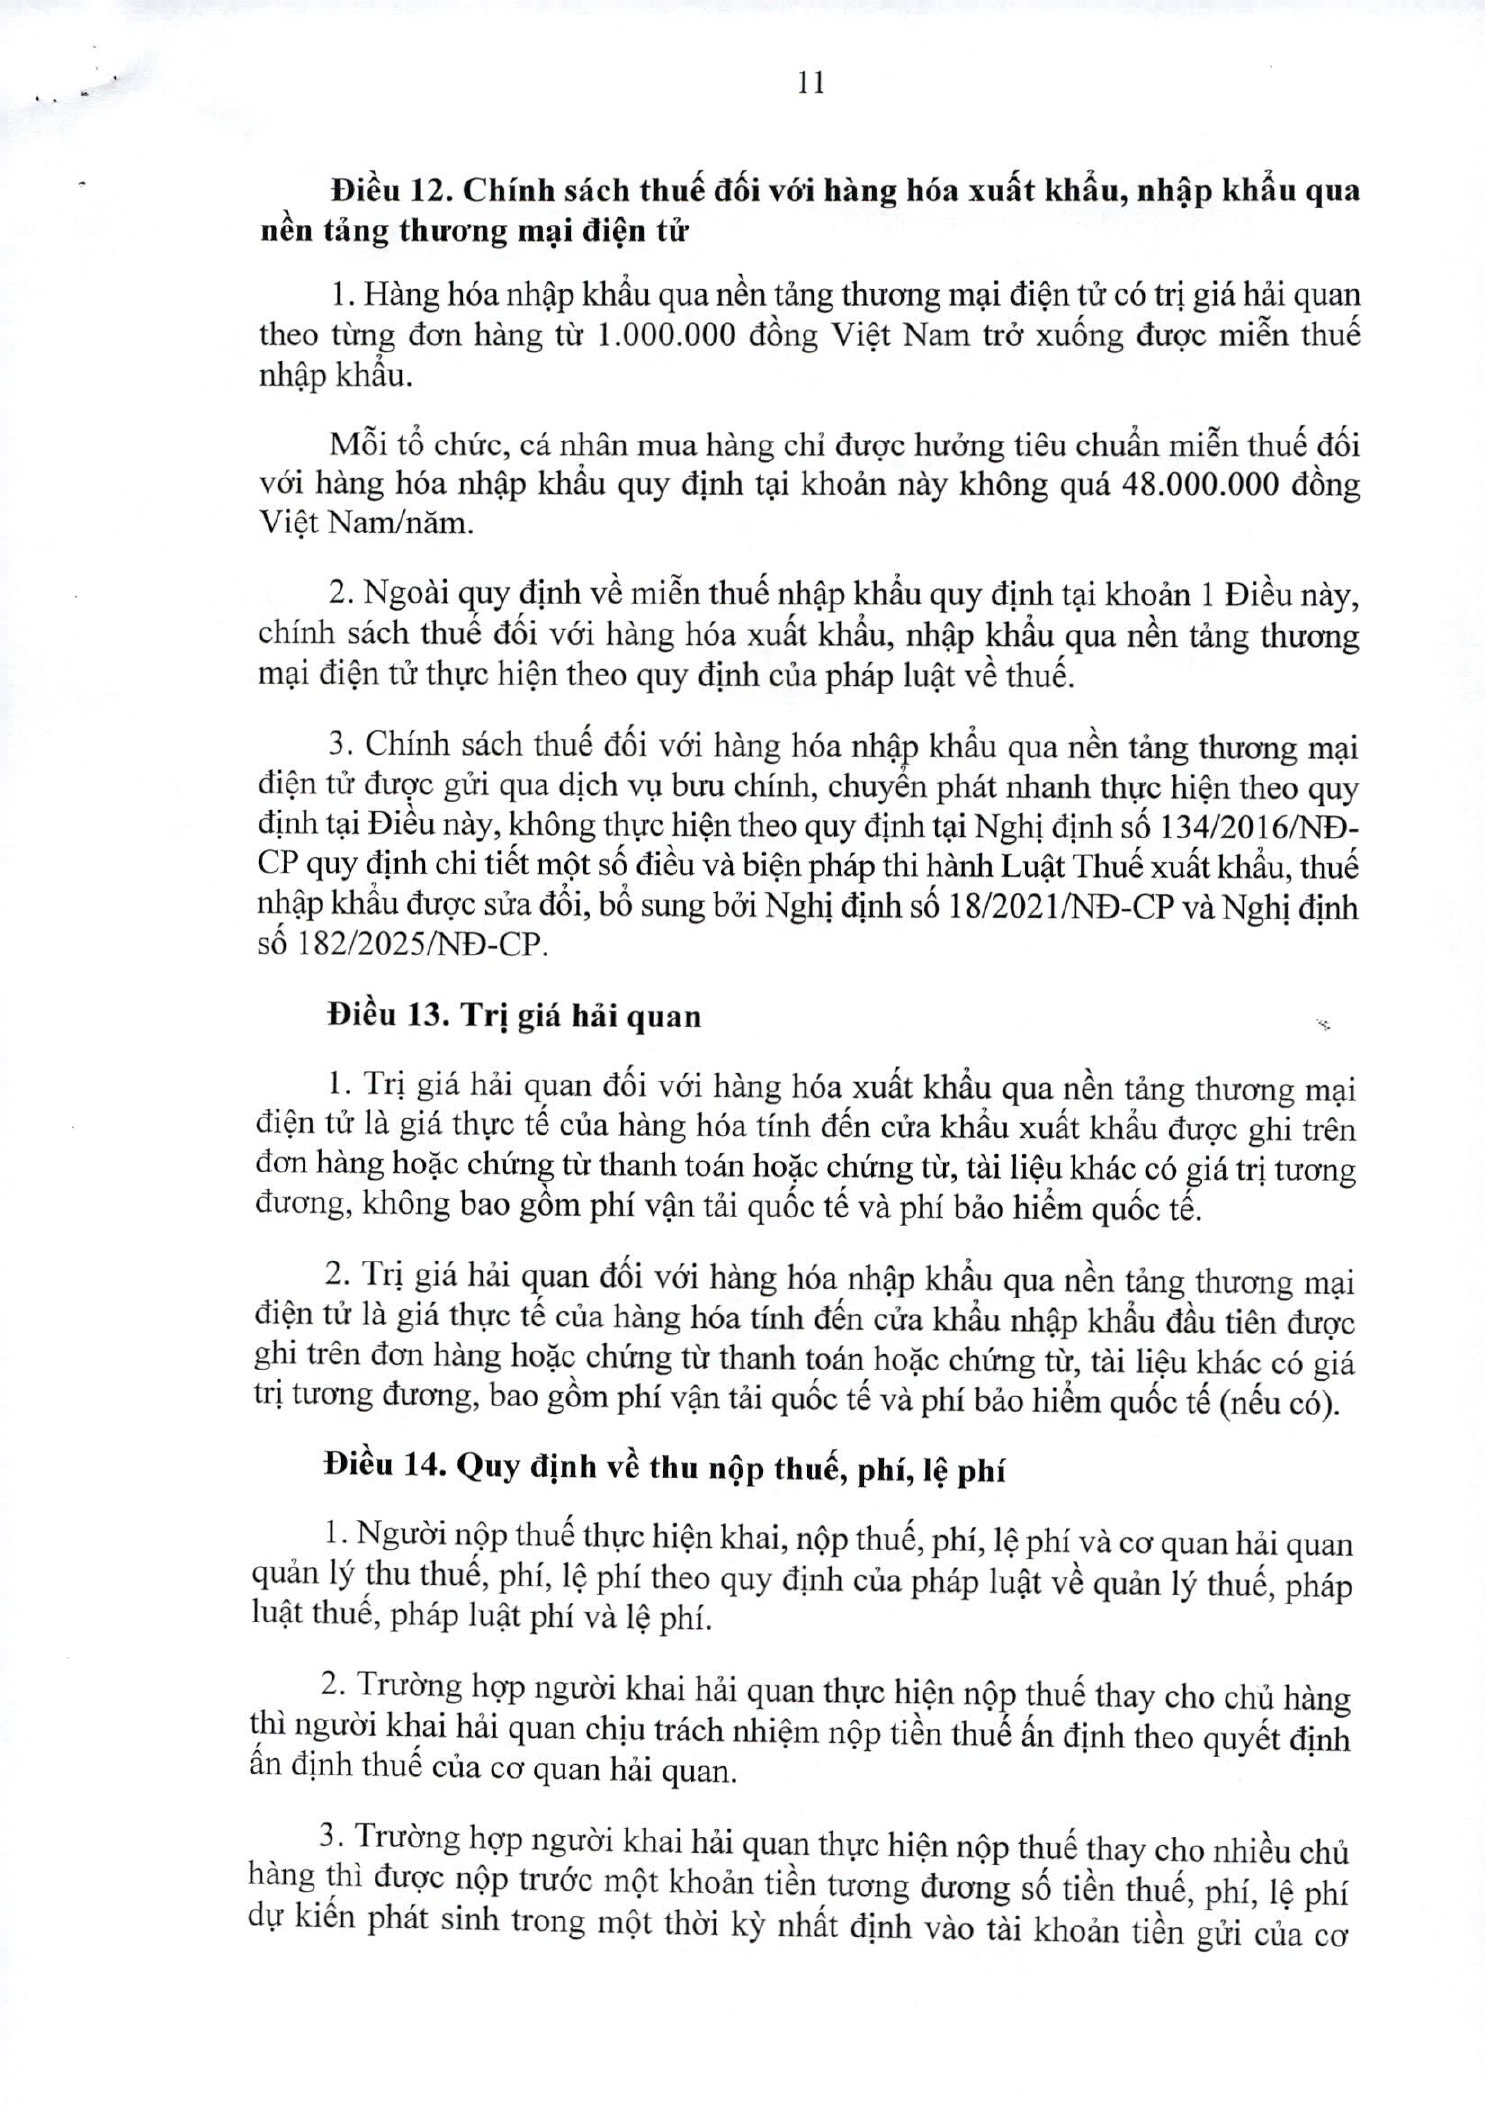 11
Điều 12. Chính sách thuế đối với hàng hóa xuất khẩu, nhập khẩu qua
nền tảng thương mại điện tử
1. Hàng hóa nhập khẩu qua nền tảng thương mại điện tử có trị giá hải quan
theo từng đơn hàng từ 1.000.000 đồng Việt Nam trở xuống được miễn thuế
nhập khẩu.
Mỗi tổ chức, cá nhân mua hàng chỉ được hưởng tiêu chuẩn miễn thuế đối
với hàng hóa nhập khẩu quy định tại khoản này không quá 48.000.000 đồng
Việt Nam/năm.
2. Ngoài quy định về miễn thuế nhập khẩu quy định tại khoản 1 Điều này,
chính sách thuế đối với hàng hóa xuất khẩu, nhập khẩu qua nền tảng thương
mại điện tử thực hiện theo quy định của pháp luật về thuế.
3. Chính sách thuế đối với hàng hóa nhập khẩu qua nền tảng thương mại
điện tử được gửi qua dịch vụ bưu chính, chuyển phát nhanh thực hiện theo quy
định tại Điều này, không thực hiện theo quy định tại Nghị định số 134/2016/NĐ-
CP quy định chi tiết một số điều và biện pháp thi hành Luật Thuế xuất khẩu, thuế
nhập khẩu được sửa đổi, bổ sung bởi Nghị định số 18/2021/NĐ-CP và Nghị định
số 182/2025/NĐ-CP.
Điều 13. Trị giá hải quan
1. Trị giá hải quan đối với hàng hóa xuất khẩu qua nền tảng thương mại
điện tử là giá thực tế của hàng hóa tính đến cửa khẩu xuất khẩu được ghi trên
đơn hàng hoặc chứng từ thanh toán hoặc chứng từ, tài liệu khác có giá trị tương
đương, không bao gồm phí vận tải quốc tế và phí bảo hiểm quốc tế.
2. Trị giá hải quan đối với hàng hóa nhập khẩu qua nền tảng thương mại
điện tử là giá thực tế của hàng hóa tính đến cửa khẩu nhập khẩu đầu tiên được
ghi trên đơn hàng hoặc chứng từ thanh toán hoặc chứng từ, tài liệu khác có giá
trị tương đương, bao gồm phí vận tải quốc tế và phí bảo hiểm quốc tế (nếu có).
Điều 14. Quy định về thu nộp thuế, phí, lệ phí
1. Người nộp thuế thực hiện khai, nộp thuế, phí, lệ phí và cơ quan hải quan
quản lý thu thuế, phí, lệ phí theo quy định của pháp luật về quản lý thuế, pháp
luật thuế, pháp luật phí và lệ phí.
2. Trường hợp người khai hải quan thực hiện nộp thuế thay cho chủ hàng
thì người khai hải quan chịu trách nhiệm nộp tiền thuế ấn định theo quyết định
ấn định thuế của cơ quan hải quan.
3. Trường hợp người khai hải quan thực hiện nộp thuế thay cho nhiều chủ
hàng thì được nộp trước một khoản tiền tương đương số tiền thuế, phí, lệ phí
dự kiến phát sinh trong một thời kỳ nhất định vào tài khoản tiền gửi của cơ